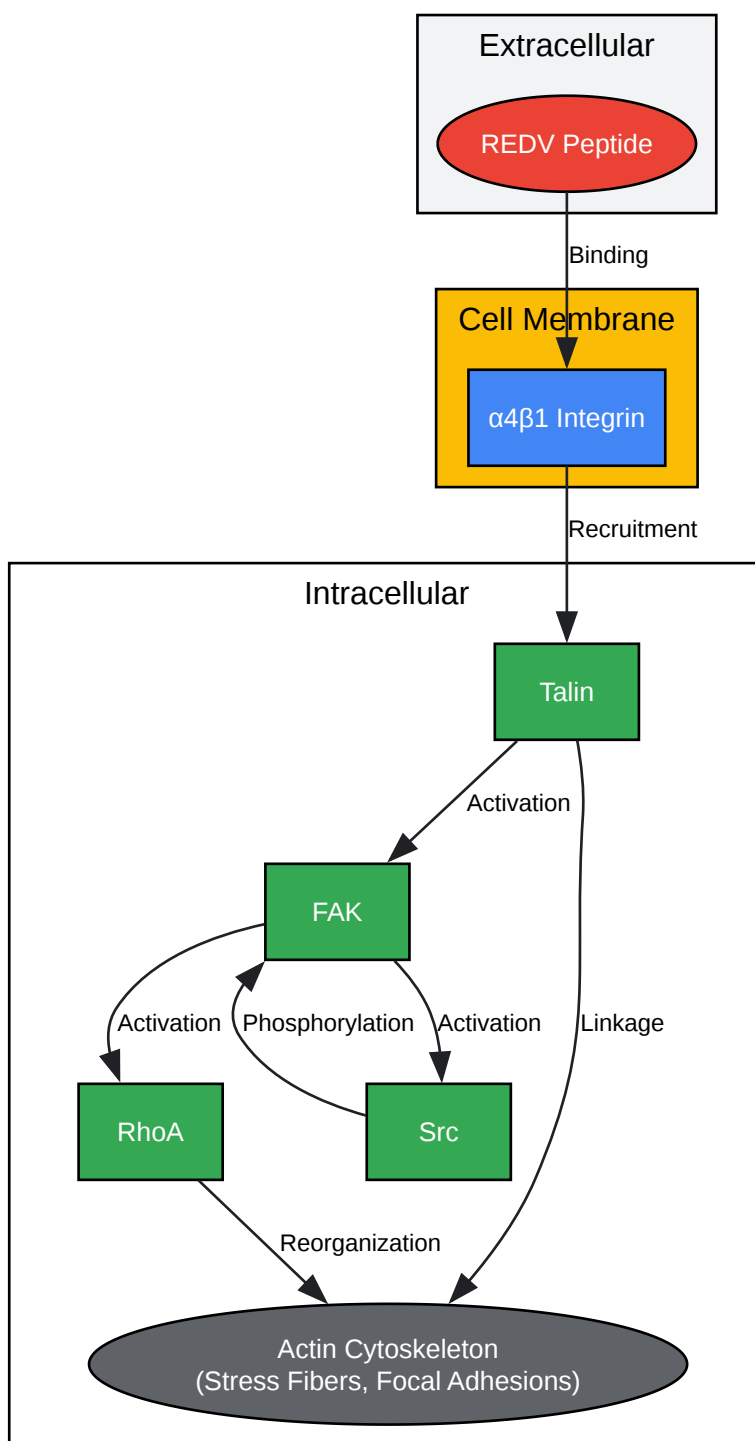 Extracellular
REDV Peptide
Binding
Cell Membrane
α4β1 Integrin
Recruitment
Intracellular
Talin
Activation
FAK
Activation
Phosphorylation
Activation
Linkage
RhoA
Src
Reorganization
Actin Cytoskeleton
(Stress Fibers, Focal Adhesions)